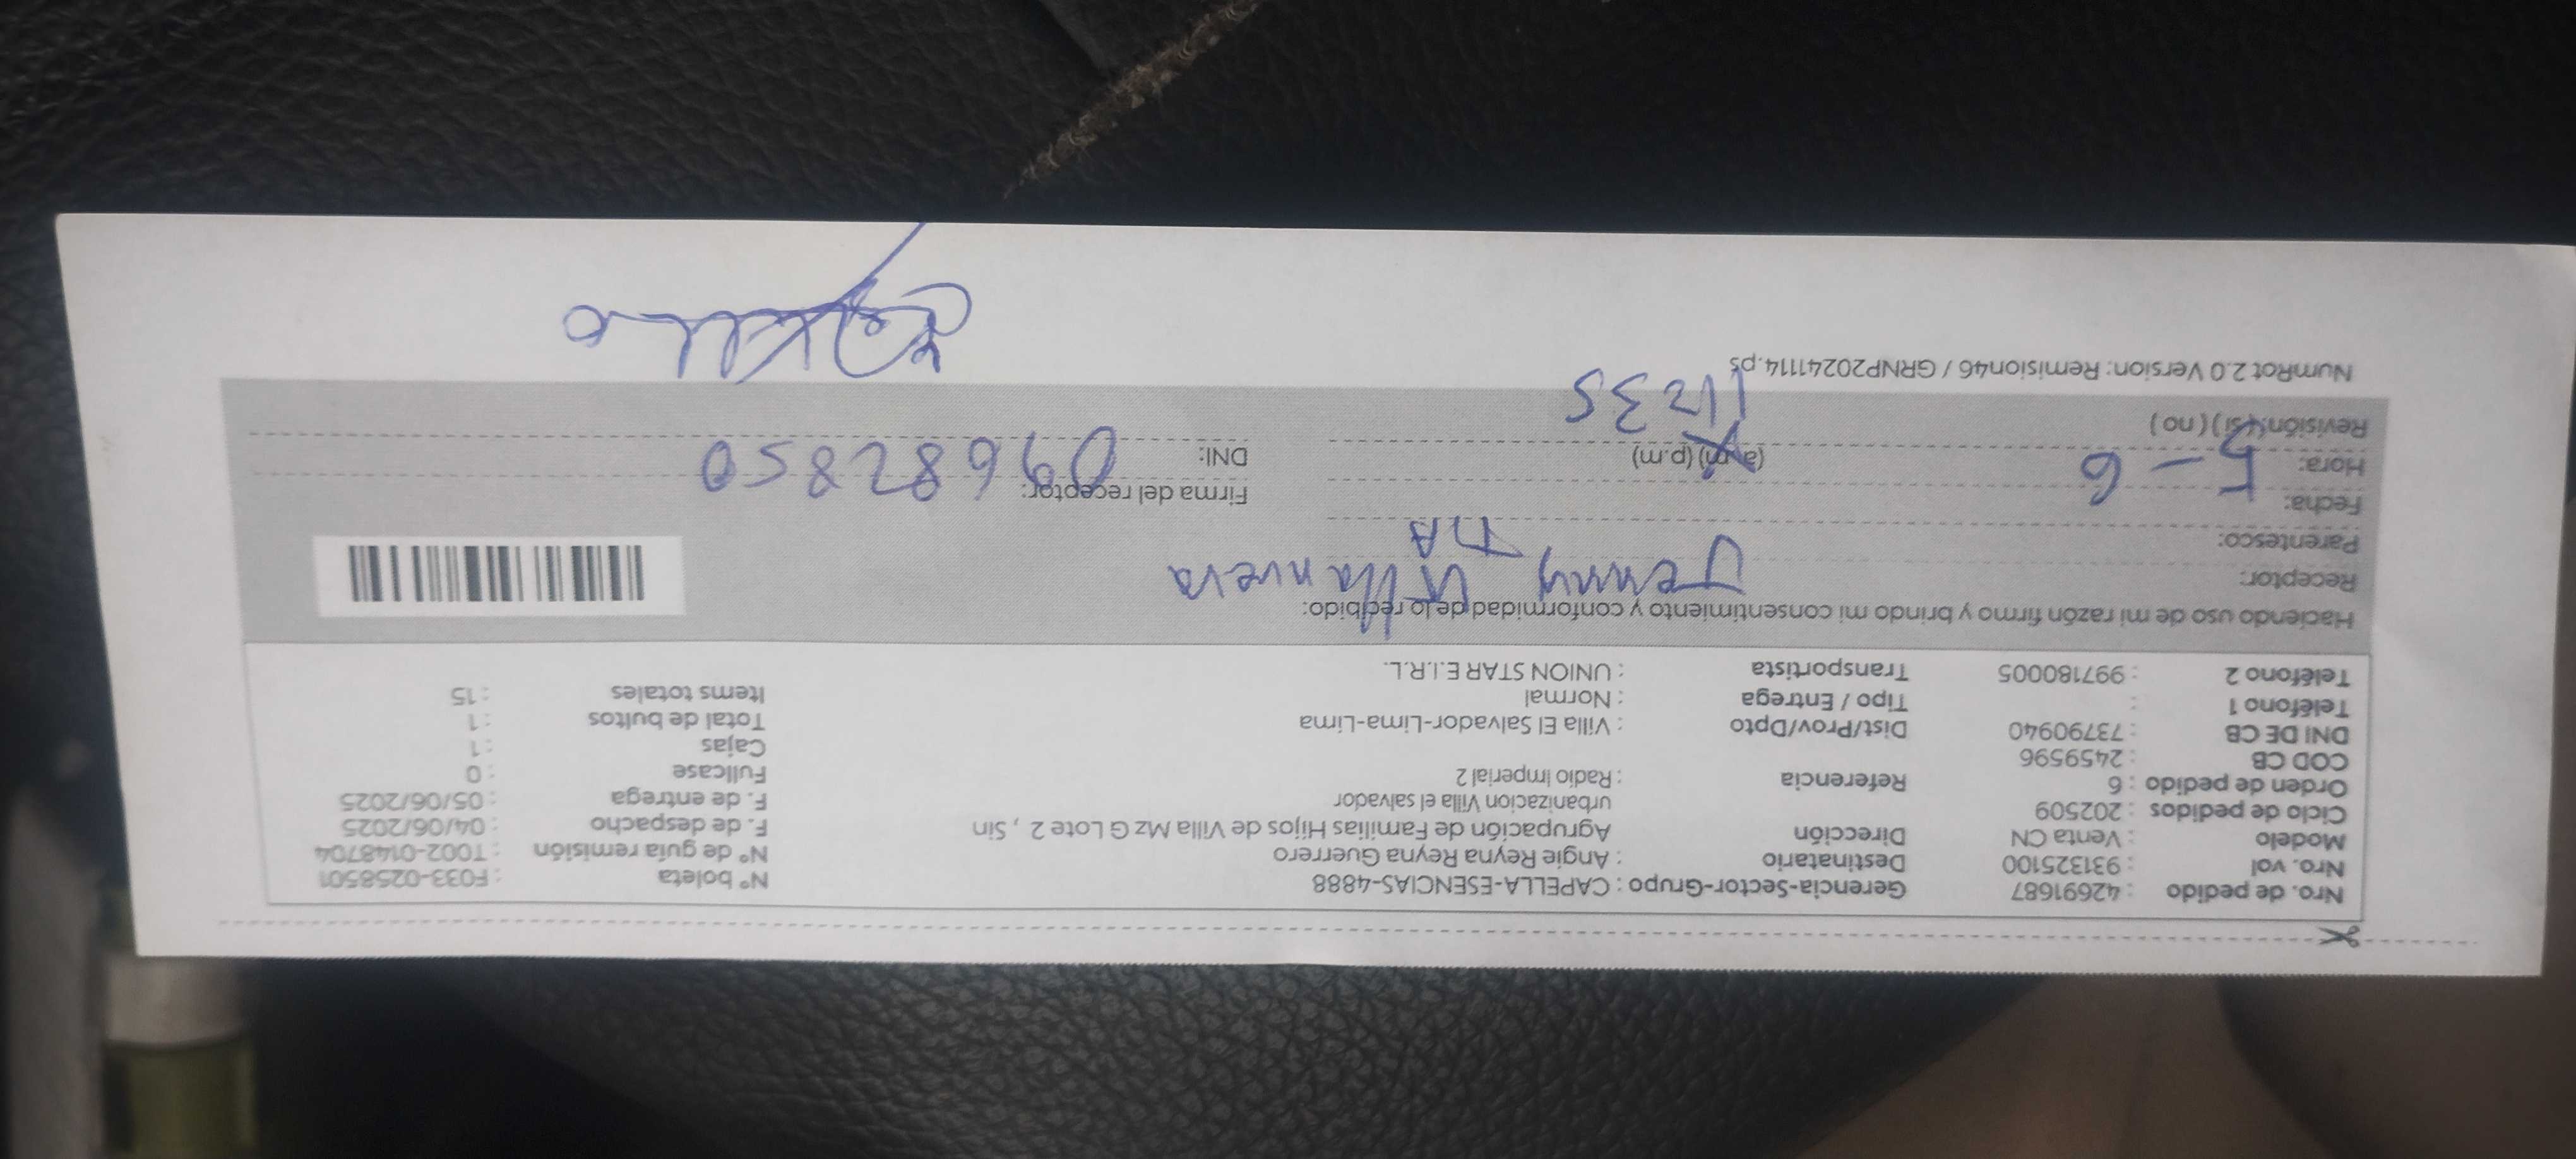 Nro. de pedido : 42691687 Gerencia-Sector-Grupo : CAPELLA-ESENCIAS-4888 N° boleta : F033-0258501
Nro. vol : 931325100 Destinatario : Angie Reyna Reyna Guerrero N° de guía remisión : T002-0148704
Modelo : Venta CN Dirección Agrupación de Familias Hijos de Villa Mz G Lote 2 , Sin F. de despacho : 04/06/2025
Ciclo de pedidos : 202509 urbanizacion Villa el salvador F. de entrega : 05/06/2025
Orden de pedido : 6 Referencia : Radio Imperial 2 Fullcase : 0
COD CB : 2459596 Cajas : 1
DNI DE CB : 73790940 Dist/Prov/Dpto : Villa El Salvador-Lima-Lima Total de bultos : 1
Teléfono 1 : Tipo / Entrega : Normal Items totales : 15
Teléfono 2 : 997180005 Transportista : UNION STAR E.I.R.L.
Haciendo uso de mi razón firmo y brindo mi consentimiento y conformidad de lo recibido:
Receptor: Jenny Villanueva
Parentesco: TIA
Fecha: 5-6 Firma del receptor:
Hora: (a.m) (p.m) DNI: 09682850
Revisión: (si) ( no )
1235
NumRot 2.0 Version: Remision46 / GRNP20241114.ps